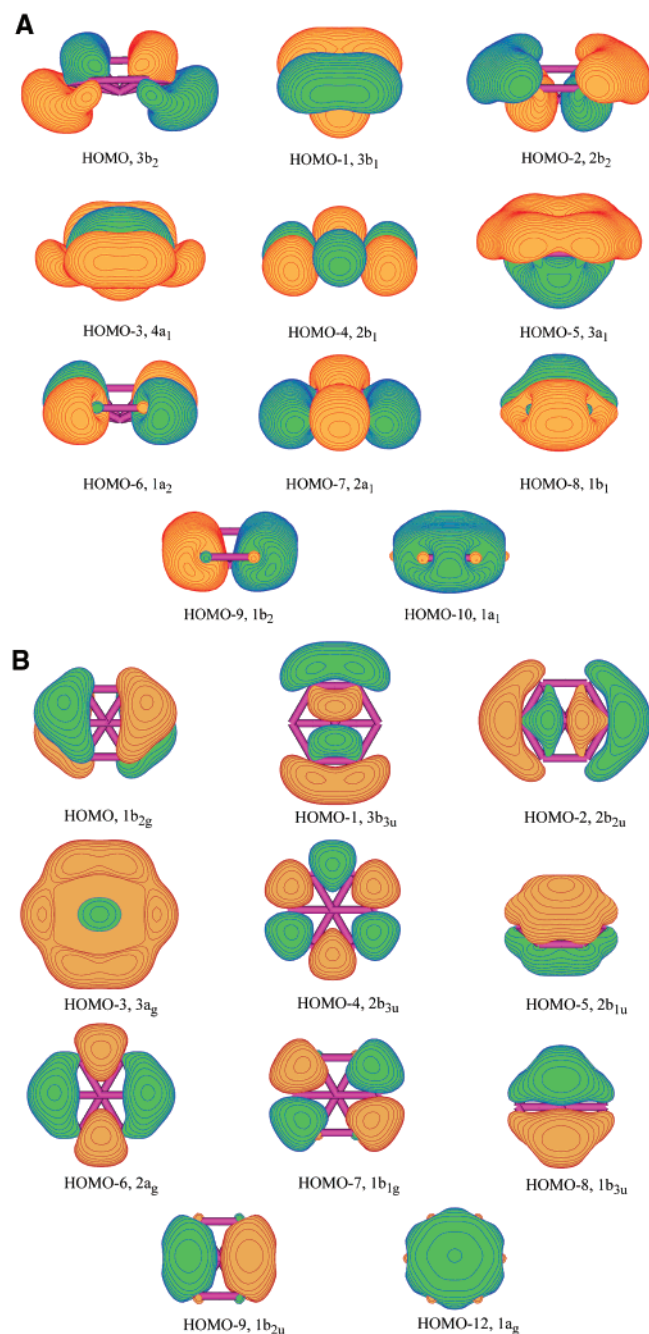 A
HOMO, 3b₂
HOMO-1, 3b₁
HOMO-2, 2b₂
HOMO-3, 4a₁
HOMO-4, 2b₁
HOMO-5, 3a₁
HOMO-6, 1a₂
HOMO-7, 2a₁
HOMO-8, 1b₁
HOMO-9, 1b₂
HOMO-10, 1a₁
B
HOMO, 1b₂g
HOMO-1, 3b₃u
HOMO-2, 2b₂u
HOMO-3, 3ag
HOMO-4, 2b₃u
HOMO-5, 2b₁u
HOMO-6, 2ag
HOMO-7, 1b₁g
HOMO-8, 1b₃u
HOMO-9, 1b₂u
HOMO-12, 1ag